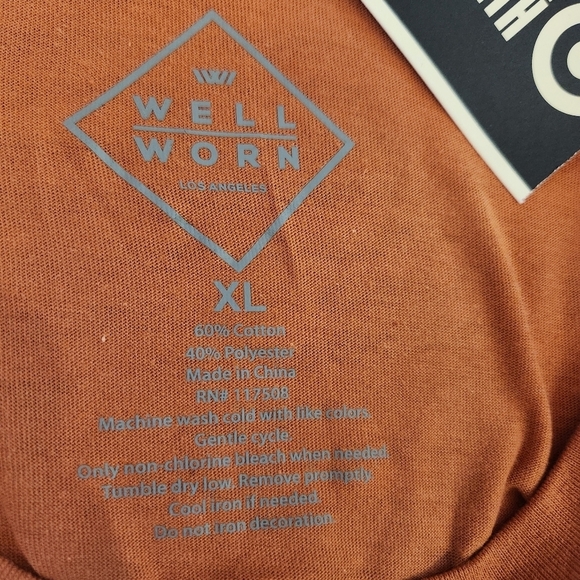 WELL
WORN
LOS ANGELES
XL
60% Cotton
40% Polyester
Made in China
RN# 117508
Machine wash cold with like colors.
Gentle cycle.
Only non-chlorine bleach when needed.
Tumble dry low. Remove promptly.
Cool iron if needed.
Do not iron decoration.